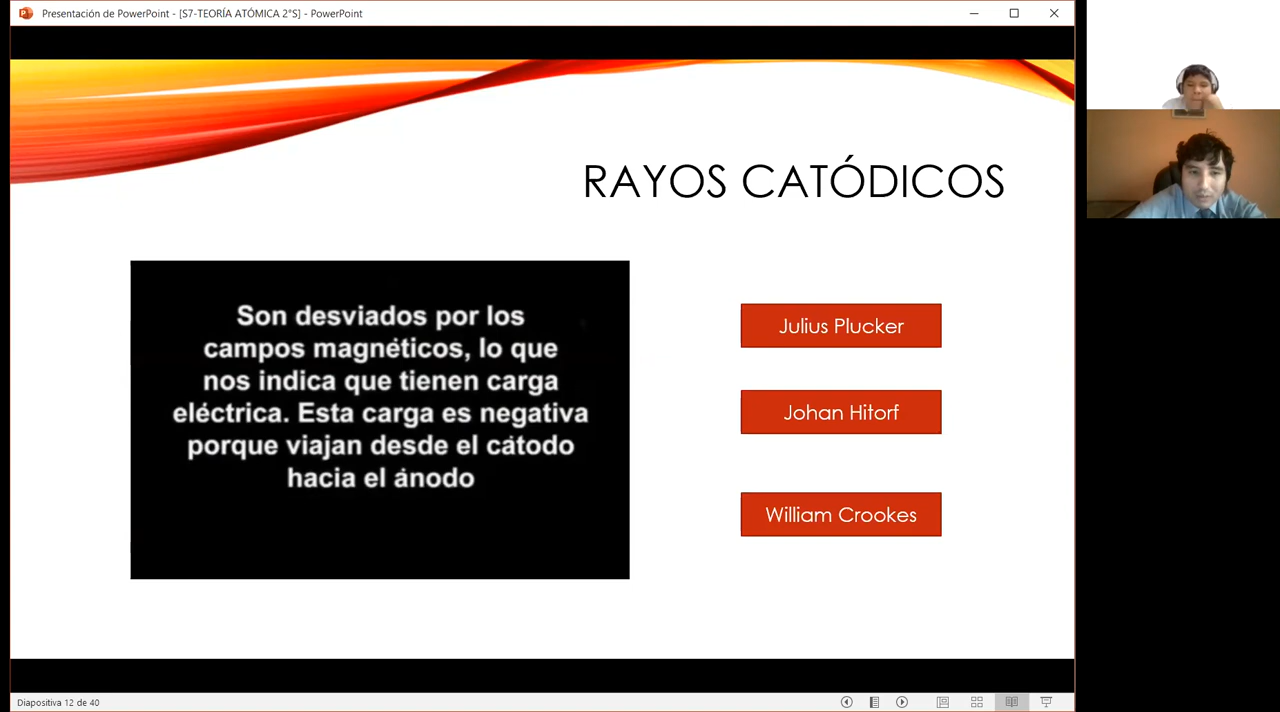 Presentación de PowerPoint - [S7-TEORÍA ATÓMICA 2°S] - PowerPoint
RAYOS CATÓDICOS
Son desviados por los
campos magnéticos, lo que
nos indica que tienen carga
eléctrica. Esta carga es negativa
porque viajan desde el cátodo
hacia el ánodo
Julius Plucker
Johan Hitorf
William Crookes
Diapositiva 12 de 40